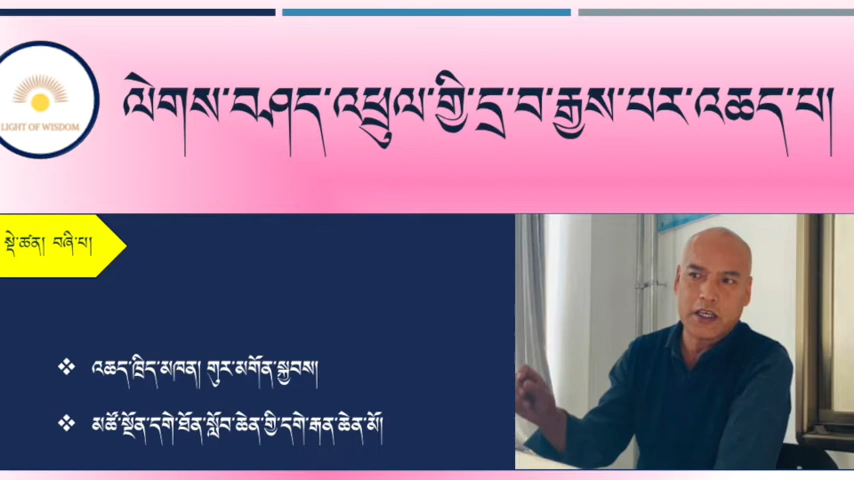 ལེགས་བཤད་འཕྲུལ་གྱི་དྲ་བ་རྒྱས་པར་འཆད་པ།
LIGHT OF WISDOM
སྡེ་ཚན། བཞི་པ།
འཆད་ཁྲིད་མཁན། གུར་མགོན་སྐྱབས།
མཚོ་སྔོན་དགེ་ཐོན་སློབ་ཆེན་གྱི་དགེ་རྒན་ཆེན་མོ།